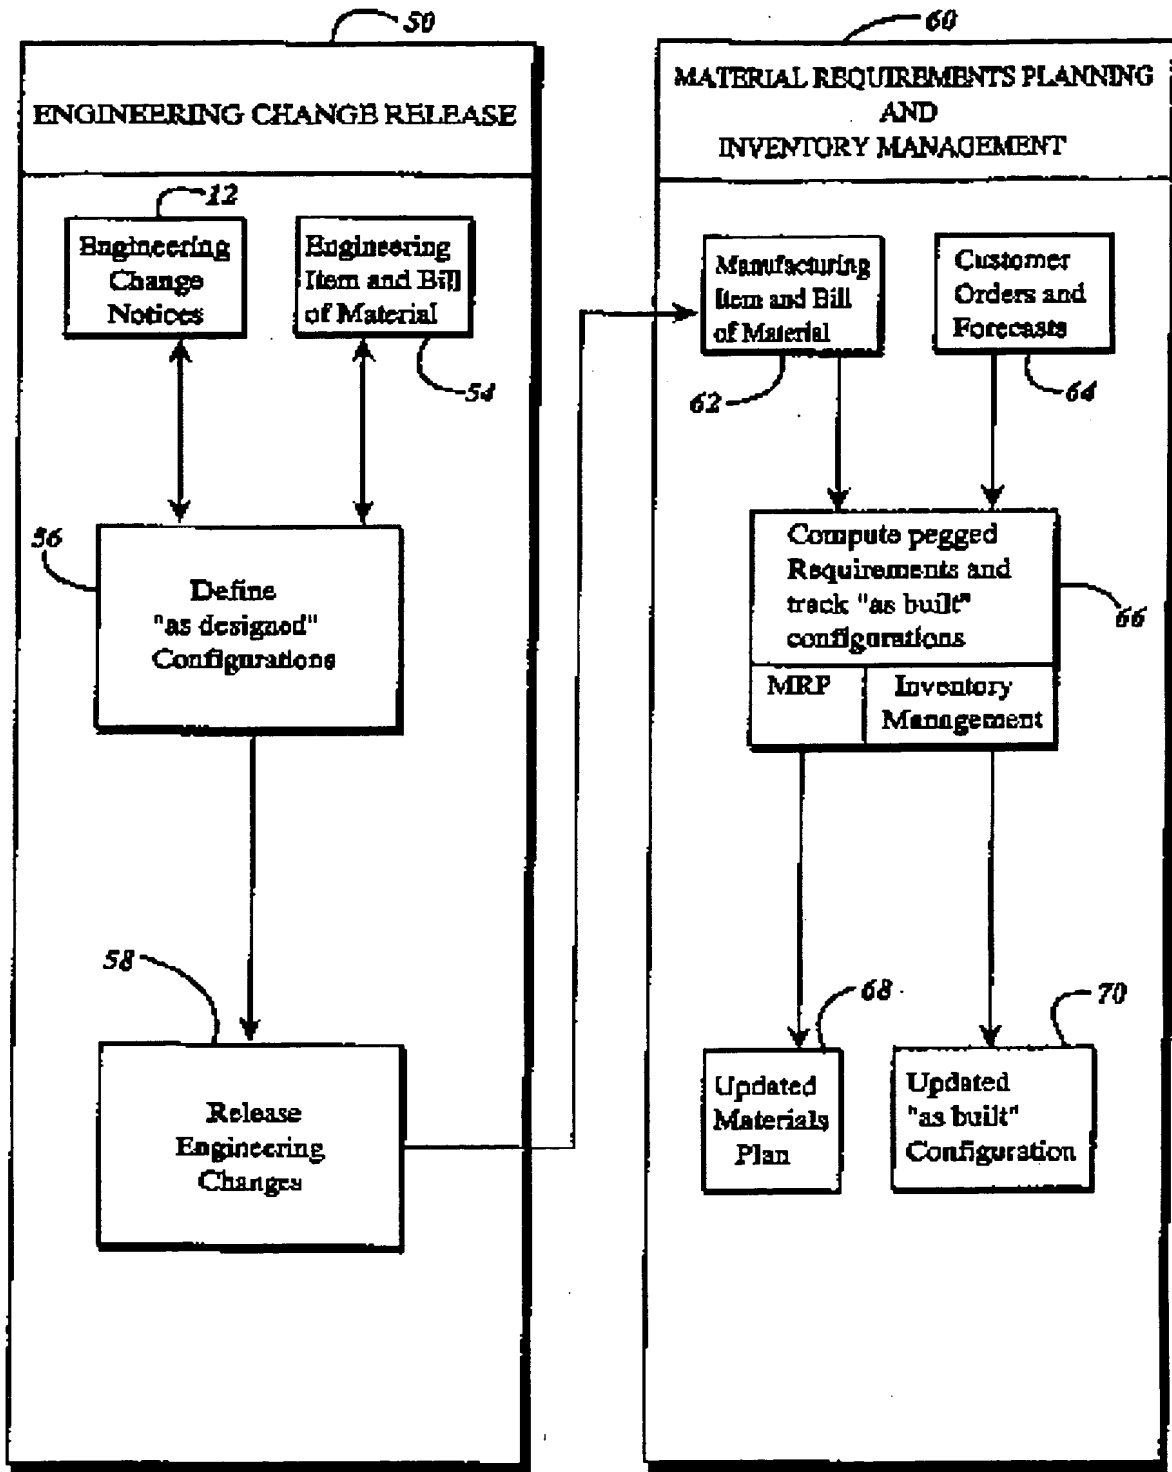 50
ENGINEERING CHANGE RELEASE
12
Engineering
Change
Notices
Engineering
Item and Bill
of Material
54
56
Define
"as designed"
Configurations
58
Release
Engineering
Changes
60
MATERIAL REQUIREMENTS PLANNING
AND
INVENTORY MANAGEMENT
Manufacturing
Item and Bill
of Material
62
Customer
Orders and
Forecasts
64
Compute pegged
Requirements and
track "as built"
configurations
66
MRP
Inventory
Management
68
Updated
Materials
Plan
70
Updated
"as built"
Configuration